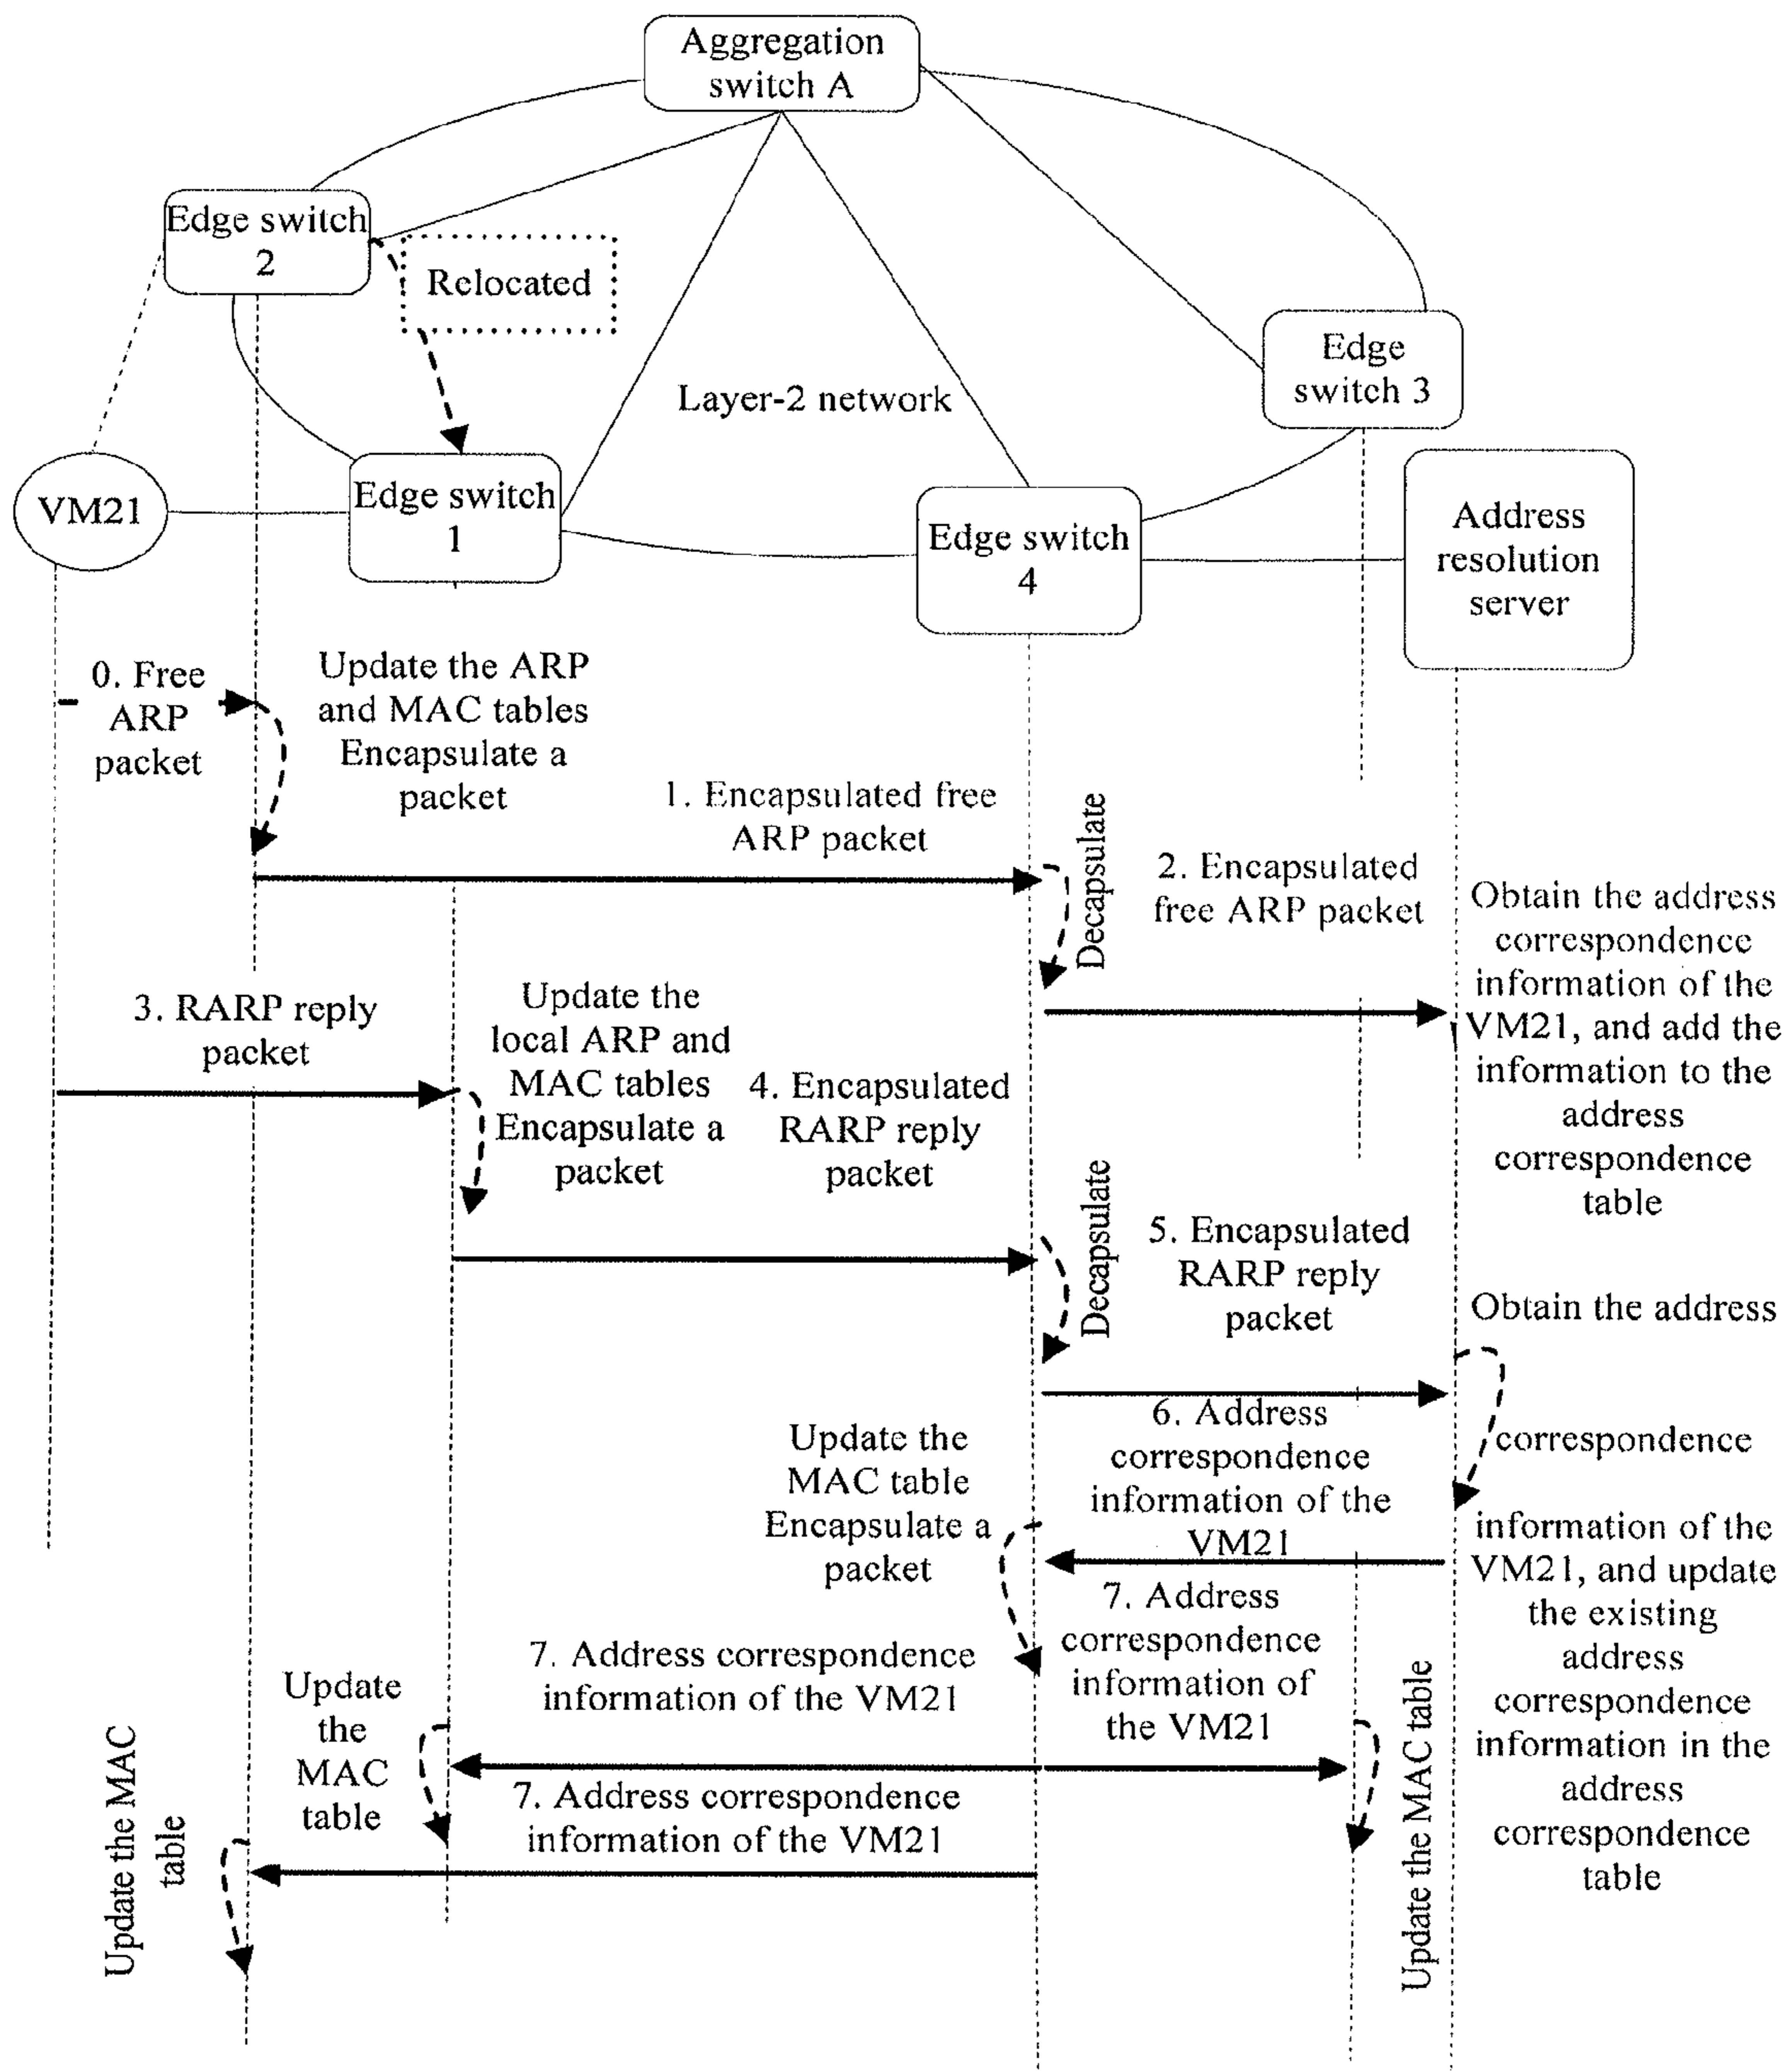 Aggregation
switch A
Edge switch
2
Relocated
Edge
switch 3
Layer-2 network
VM21
Edge switch
1
Edge switch
4
Address
resolution
server
0. Free
ARP
packet
Update the ARP
and MAC tables
Encapsulate a
packet
1. Encapsulated free
ARP packet
Decapsulate
2. Encapsulated
free ARP packet
Obtain the address
correspondence
information of the
VM21, and add the
information to the
address
correspondence
table
3. RARP reply
packet
Update the
local ARP and
MAC tables
Encapsulate a
packet
4. Encapsulated
RARP reply
packet
Decapsulate
5. Encapsulated
RARP reply
packet
Obtain the address
correspondence
information of the
VM21, and update
the existing
address
correspondence
information in the
address
correspondence
table
6. Address
correspondence
information of the
VM21
Update the
MAC table
Encapsulate a
packet
7. Address
correspondence
information of
the VM21
7. Address correspondence
information of the VM21
Update
the
MAC
table
Update the MAC table
7. Address correspondence
information of the VM21
Update the MAC
table